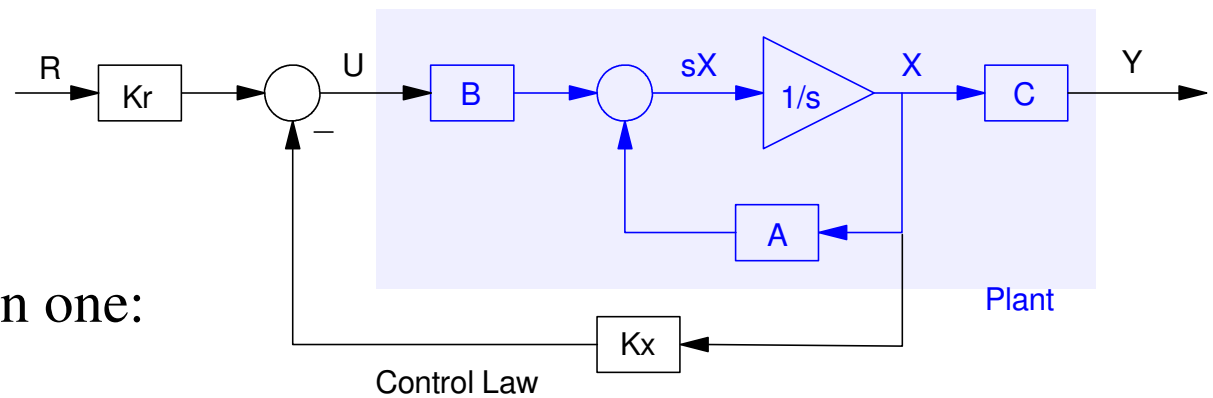 R
Kr
U
B
sX
1/s
X
C
Y
–
A
Plant
n one:
Kx
Control Law